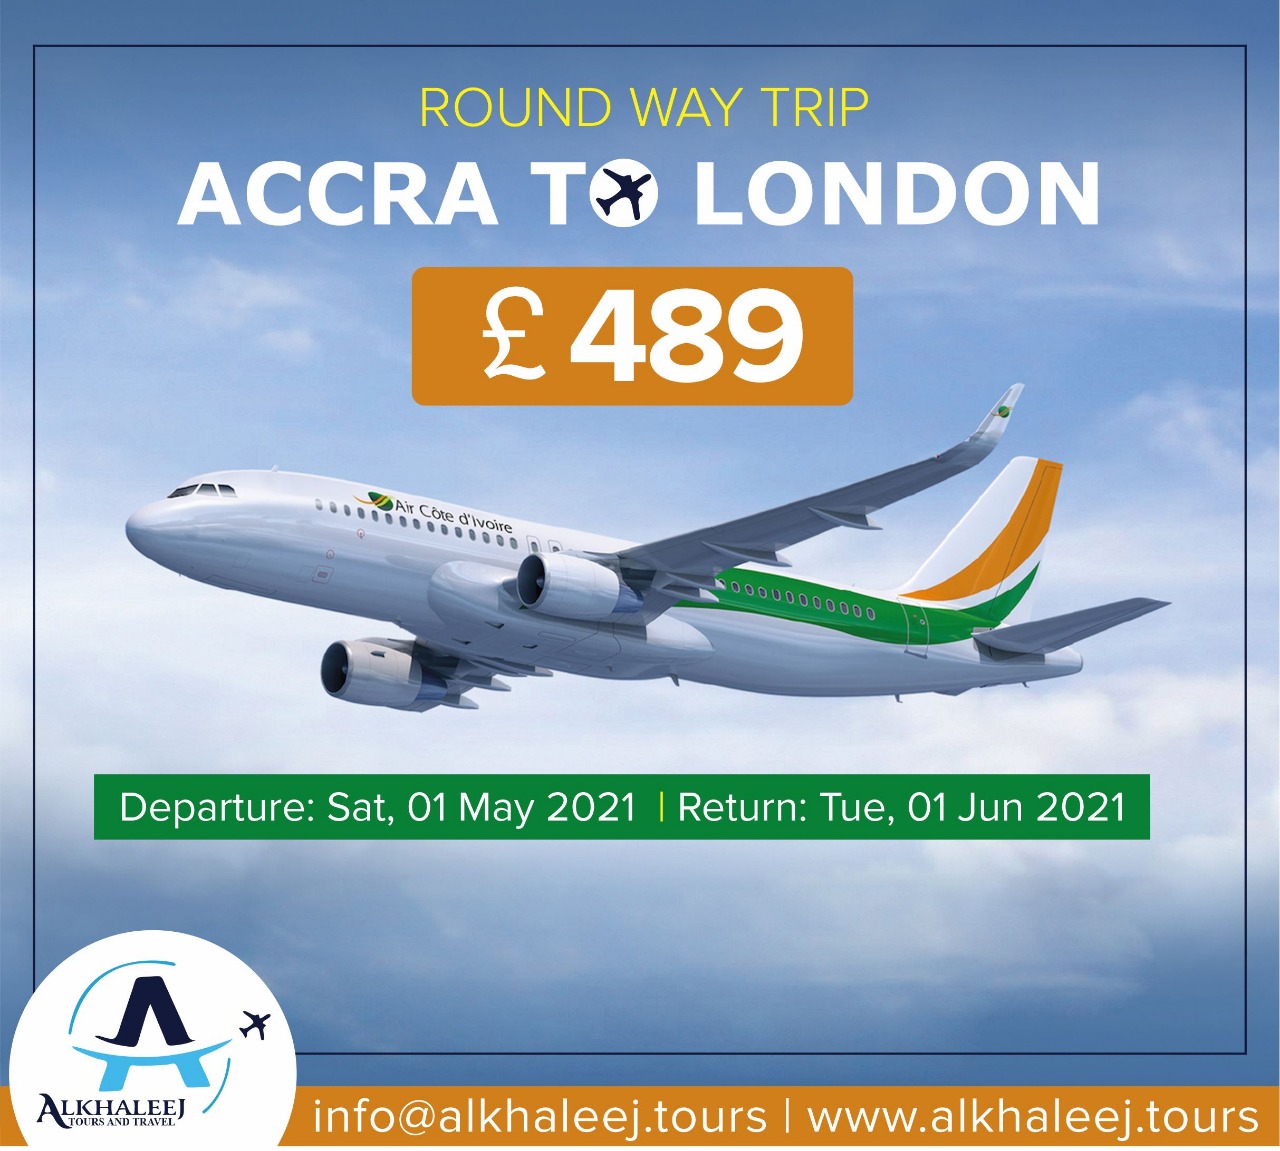 ROUND WAY TRIP
ACCRA TO LONDON
£ 489
Air Côte d'Ivoire
Departure: Sat, 01 May 2021 | Return: Tue, 01 Jun 2021
A
ALKHALEEJ
TOURS AND TRAVEL
info@alkhaleej.tours | www.alkhaleej.tours